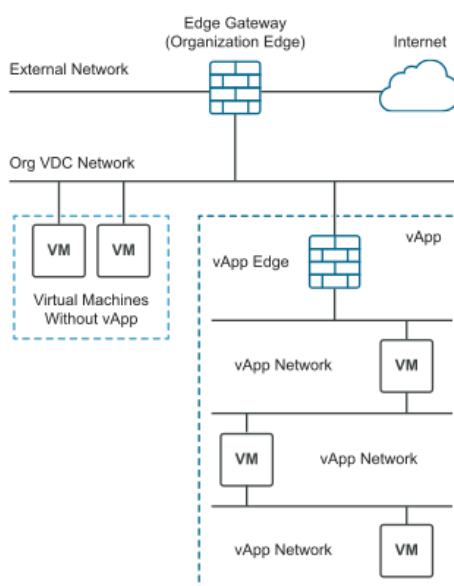 Edge Gateway
(Organization Edge)
Internet
External Network
Org VDC Network
VM
VM
Virtual Machines
Without vApp
vApp
vApp Edge
vApp Network
VM
VM
vApp Network
vApp Network
VM